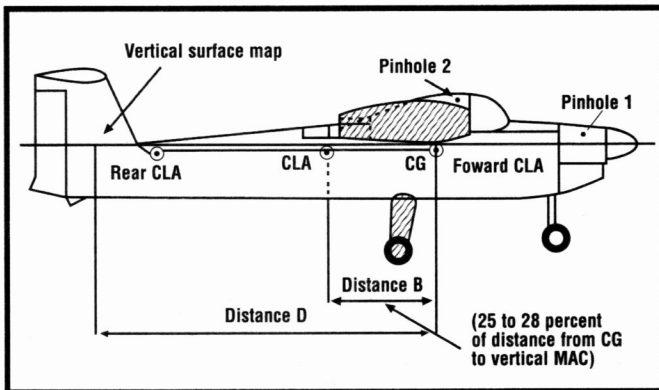 Vertical surface map
Pinhole 2
Pinhole 1
Rear CLA
CLA
CG
Foward CLA
Distance B
Distance D
(25 to 28 percent
of distance from CG
to vertical MAC)